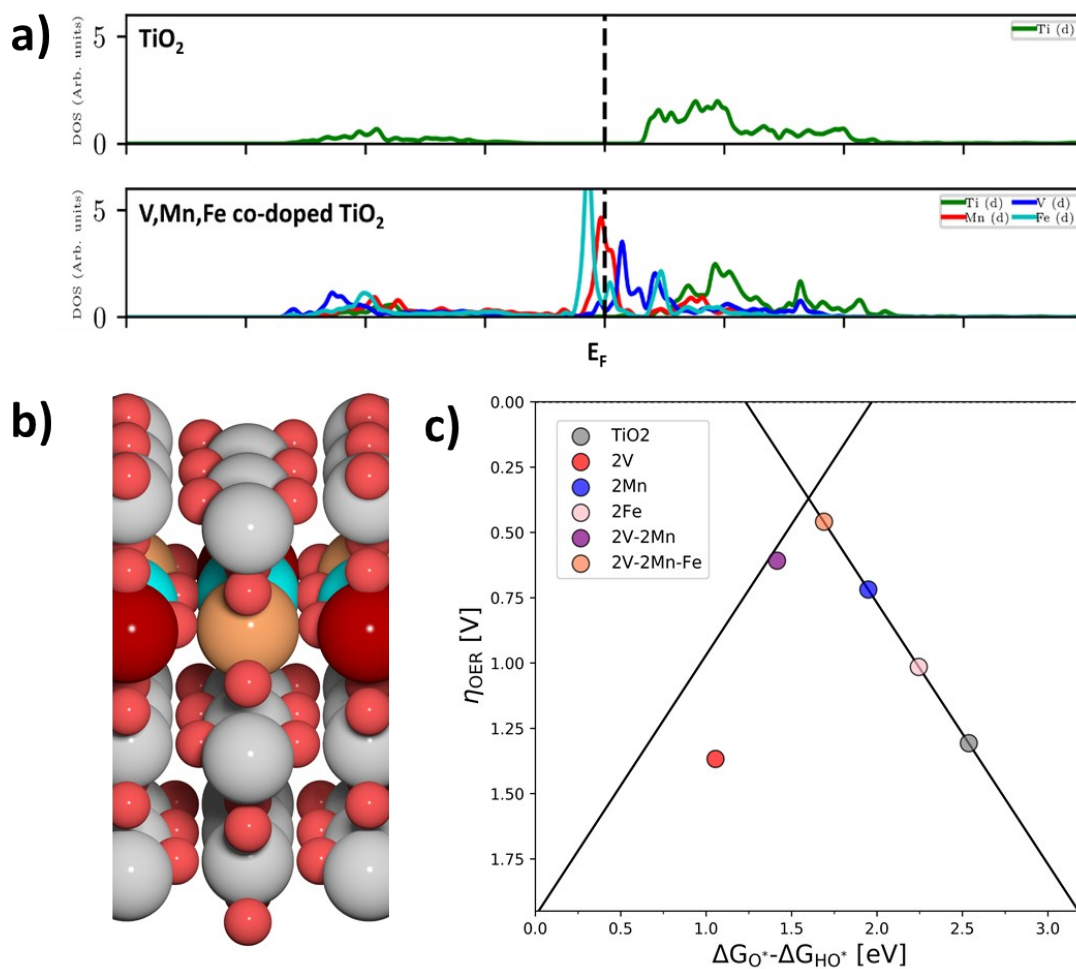 a)
5
TiO2
Ti (d)
DOS (Arb. units)
0
5
V,Mn,Fe co-doped TiO2
Ti (d) V (d)
Mn (d) Fe (d)
DOS (Arb. units)
0
EF
b)
c)
0.00
0.25
0.50
0.75
1.00
1.25
1.50
1.75
ηOER [V]
TiO2
2V
2Mn
2Fe
2V-2Mn
2V-2Mn-Fe
0.0 0.5 1.0 1.5 2.0 2.5 3.0
ΔGO*-ΔGHO* [eV]